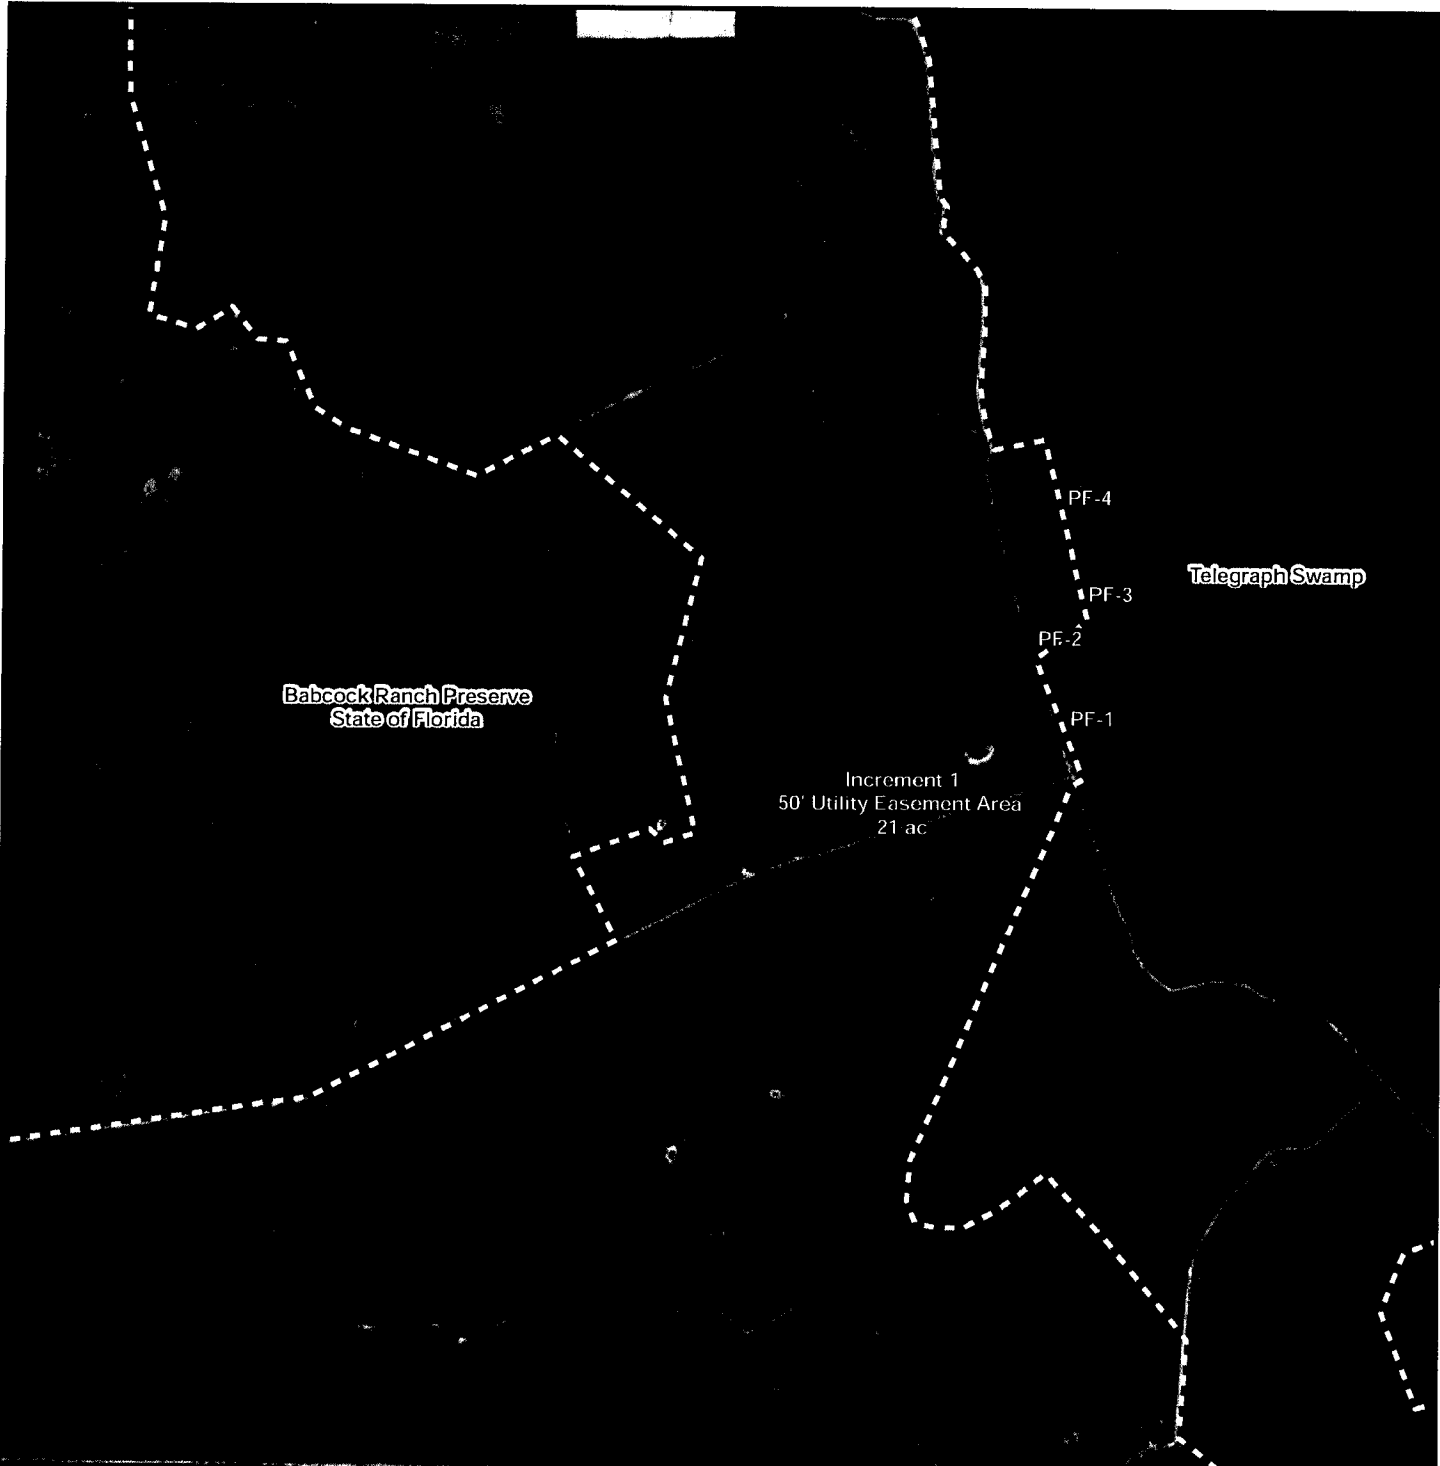 PF-4
Telegraph Swamp
PF-3
PF-2
Babcock Ranch Preserve
State of Florida
PF-1
Increment 1
50' Utility Easement Area
21 ac